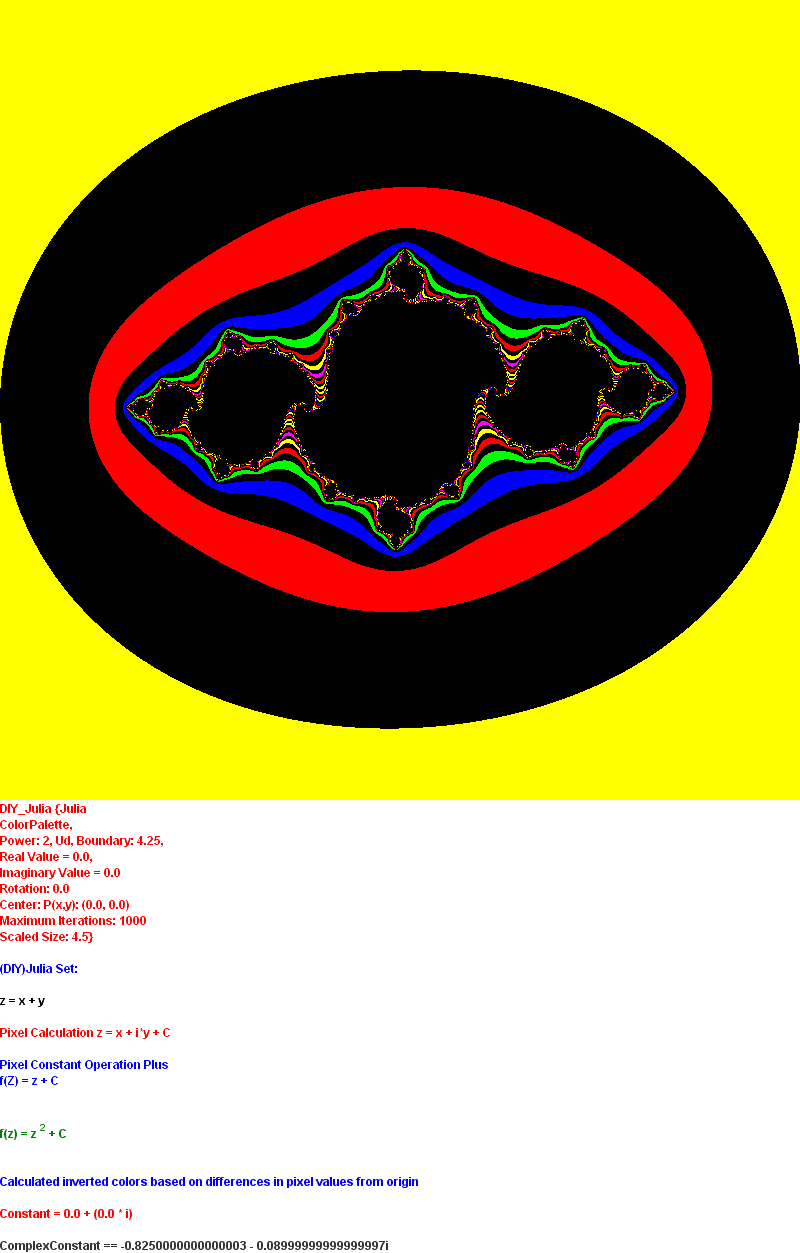 DIY_Julia {Julia
ColorPalette,
Power: 2, Ud, Boundary: 4.25,
Real Value = 0.0,
Imaginary Value = 0.0
Rotation: 0.0
Center: P(x,y): (0.0, 0.0)
Maximum Iterations: 1000
Scaled Size: 4.5}
(DIY)Julia Set:
z = x + y
Pixel Calculation z = x + i*y + C
Pixel Constant Operation Plus
f(Z) = z + C
f(z) = z ² + C
Calculated inverted colors based on differences in pixel values from origin
Constant = 0.0 + (0.0 * i)
ComplexConstant == -0.8250000000000003 - 0.08999999999999997i